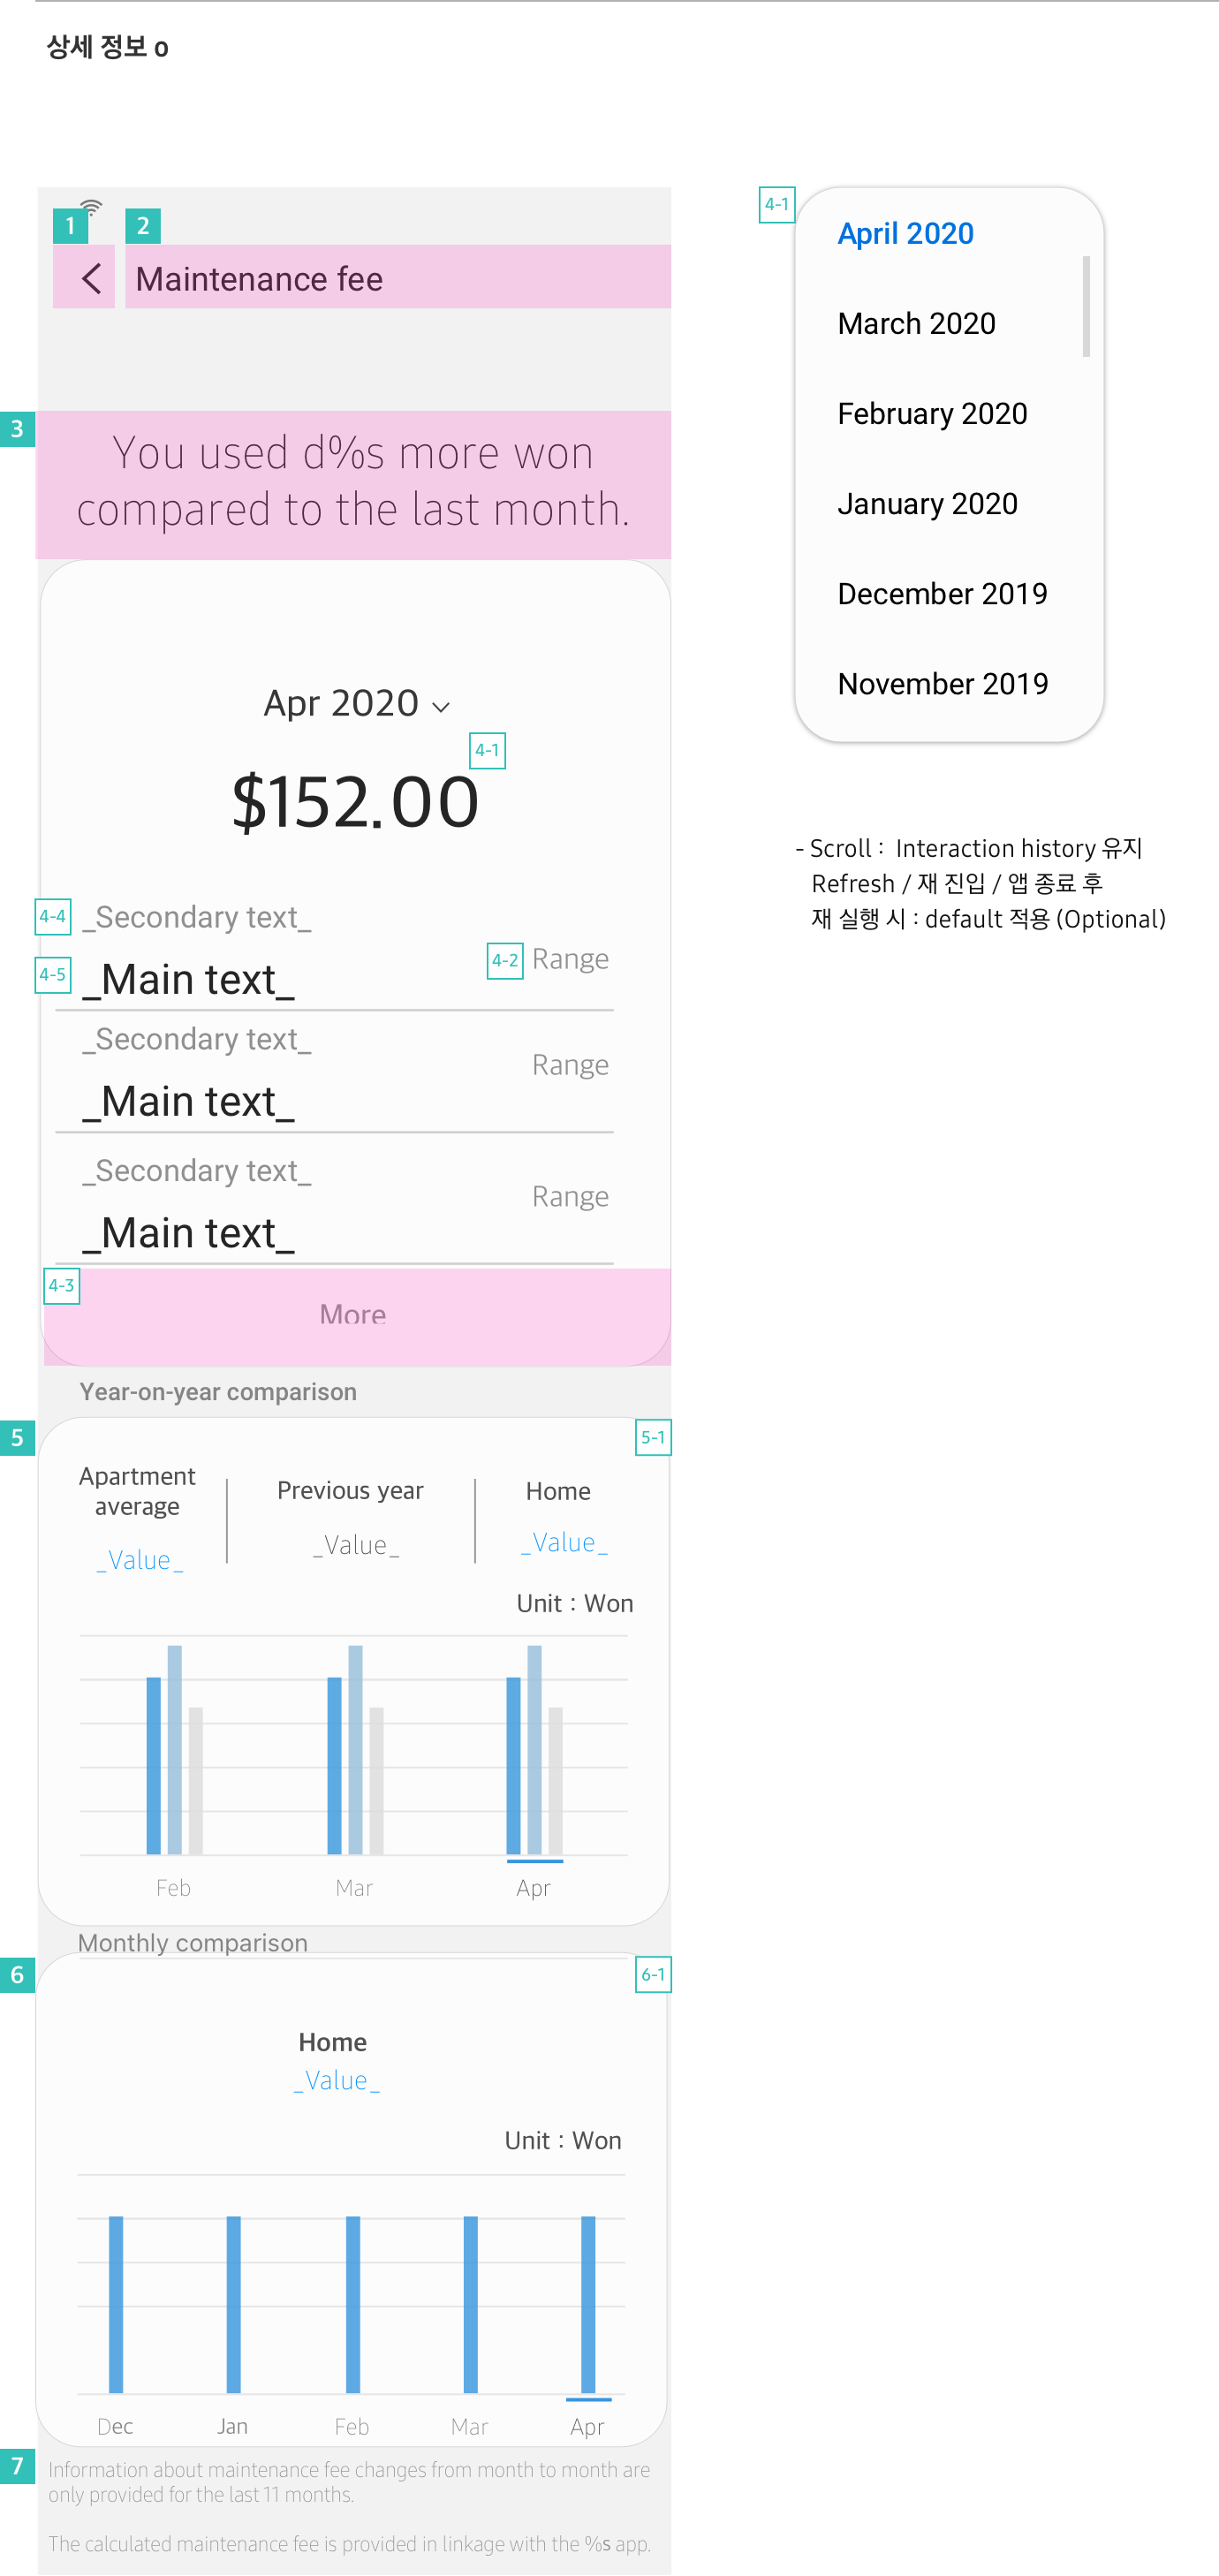 상세 정보 o
1
2
Maintenance fee
3
You used d%s more won
compared to the last month.
Apr 2020
4-1
$152.00
4-4
_Secondary text_
4-5
_Main text_
4-2
Range
_Secondary text_
_Main text_
Range
_Secondary text_
_Main text_
Range
4-3
More
Year-on-year comparison
5
5-1
Apartment
average
_Value_
Previous year
_Value_
Home
_Value_
Unit : Won
Feb
Mar
Apr
Monthly comparison
6
6-1
Home
_Value_
Unit : Won
Dec
Jan
Feb
Mar
Apr
7
Information about maintenance fee changes from month to month are
only provided for the last 11 months.
The calculated maintenance fee is provided in linkage with the %s app.
4-1
April 2020
March 2020
February 2020
January 2020
December 2019
November 2019
- Scroll : Interaction history 유지
Refresh / 재 진입 / 앱 종료 후
재 실행 시 : default 적용 (Optional)